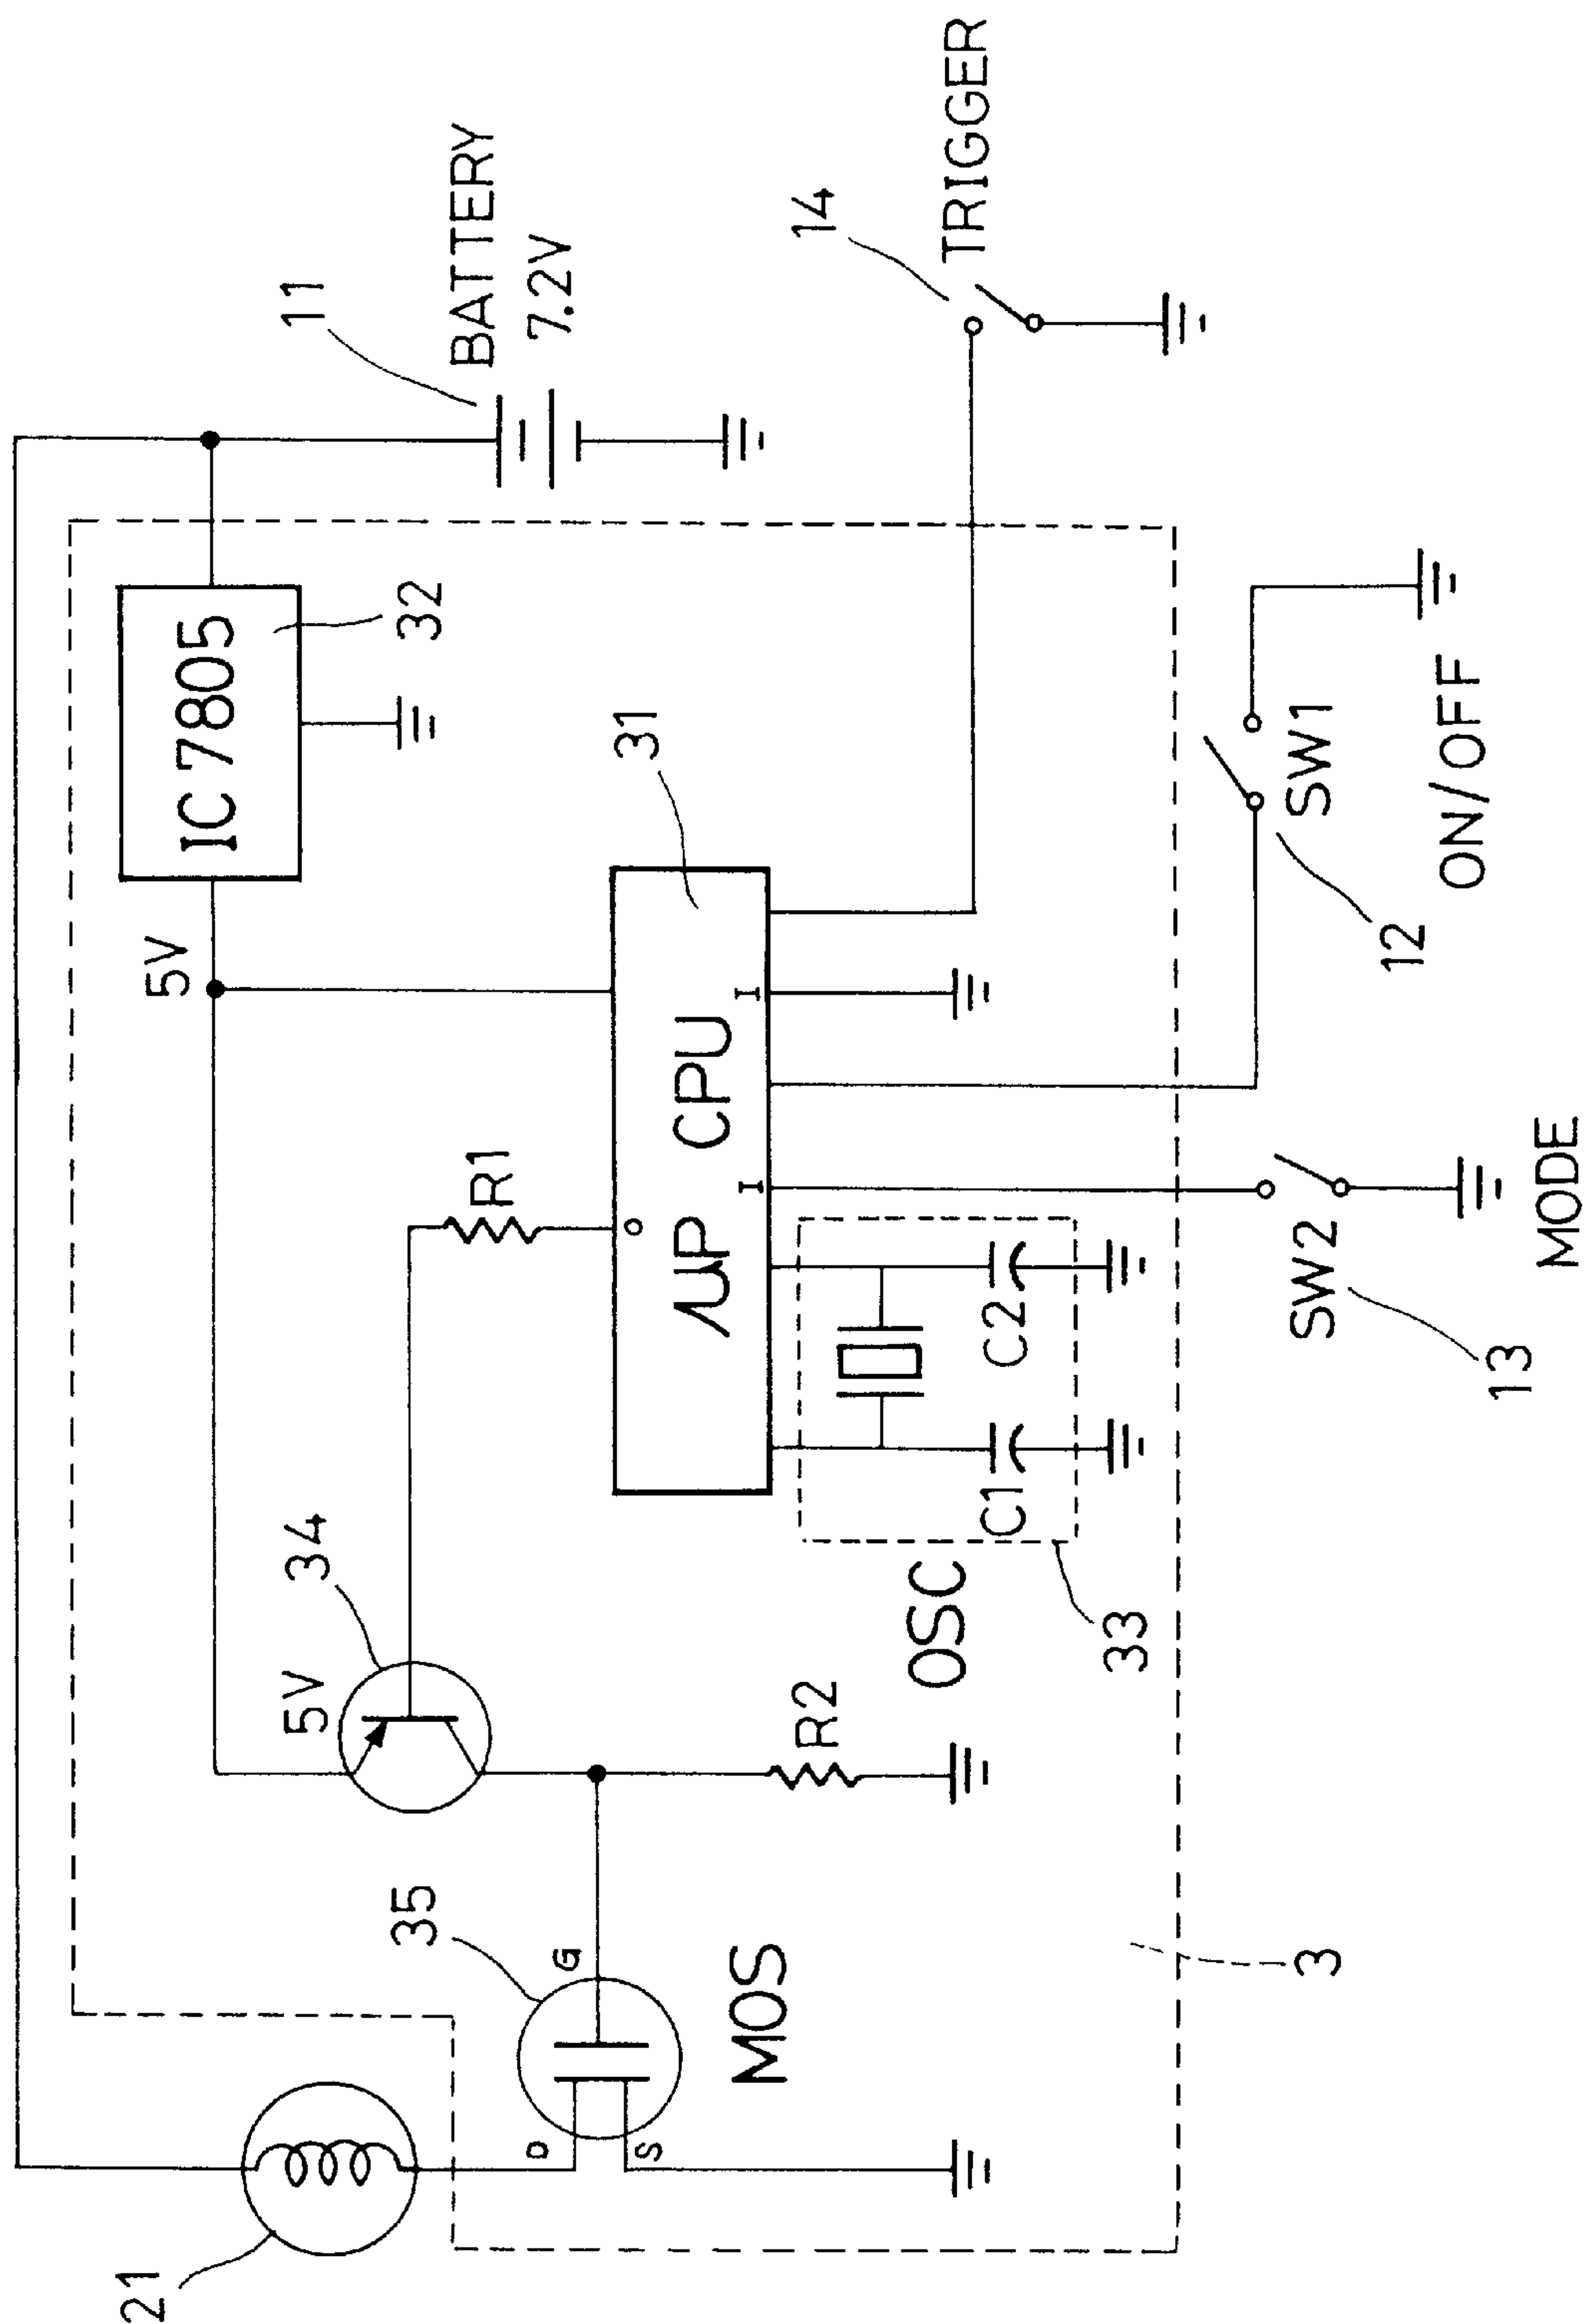 21
35
34
5V
5V
IC 7805
32
11
BATTERY
7.2V
D
G
S
MOS
R1
R2
31
μP CPU
O
I
I
14
TRIGGER
OSC
C1
C2
33
SW1
ON/OFF
12
SW2
13
MODE
3